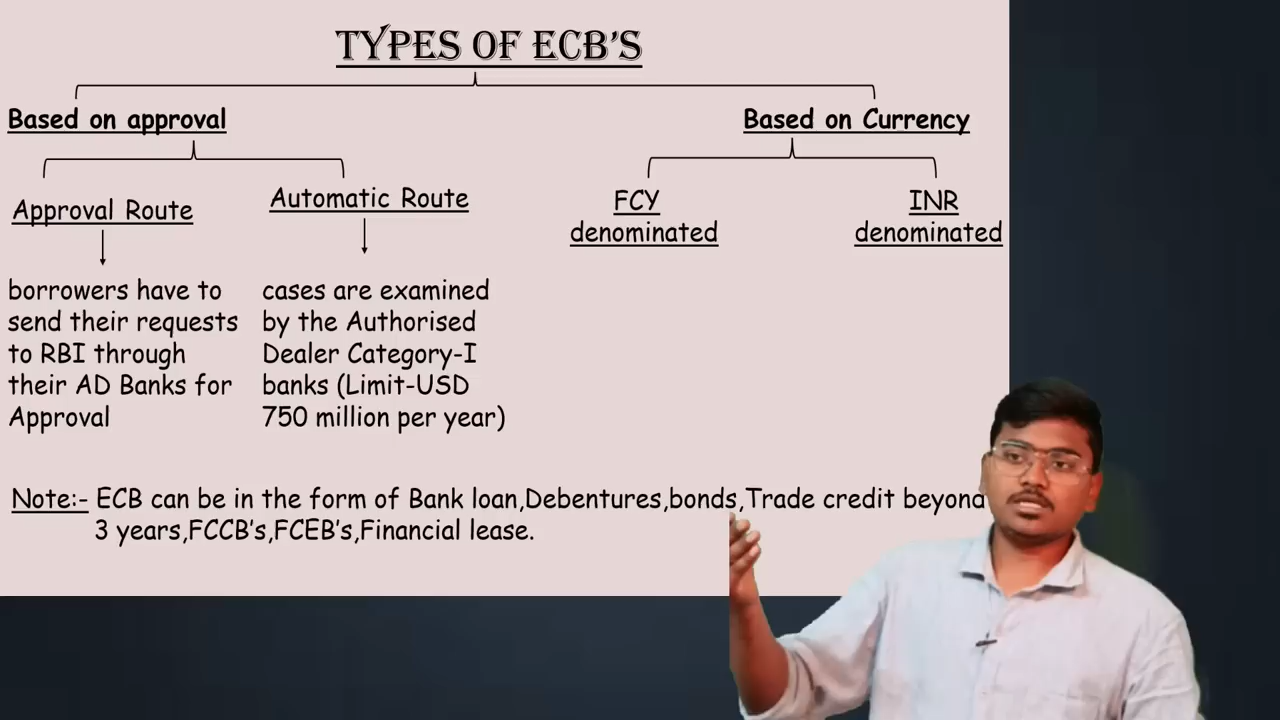 TYPES OF ECB'S
Based on approval
Based on Currency
Approval Route
Automatic Route
FCY
denominated
INR
denominated
borrowers have to
send their requests
to RBI through
their AD Banks for
Approval
cases are examined
by the Authorised
Dealer Category-I
banks (Limit-USD
750 million per year)
Note:- ECB can be in the form of Bank loan,Debentures,bonds,Trade credit beyond
3 years,FCCB's,FCEB's,Financial lease.